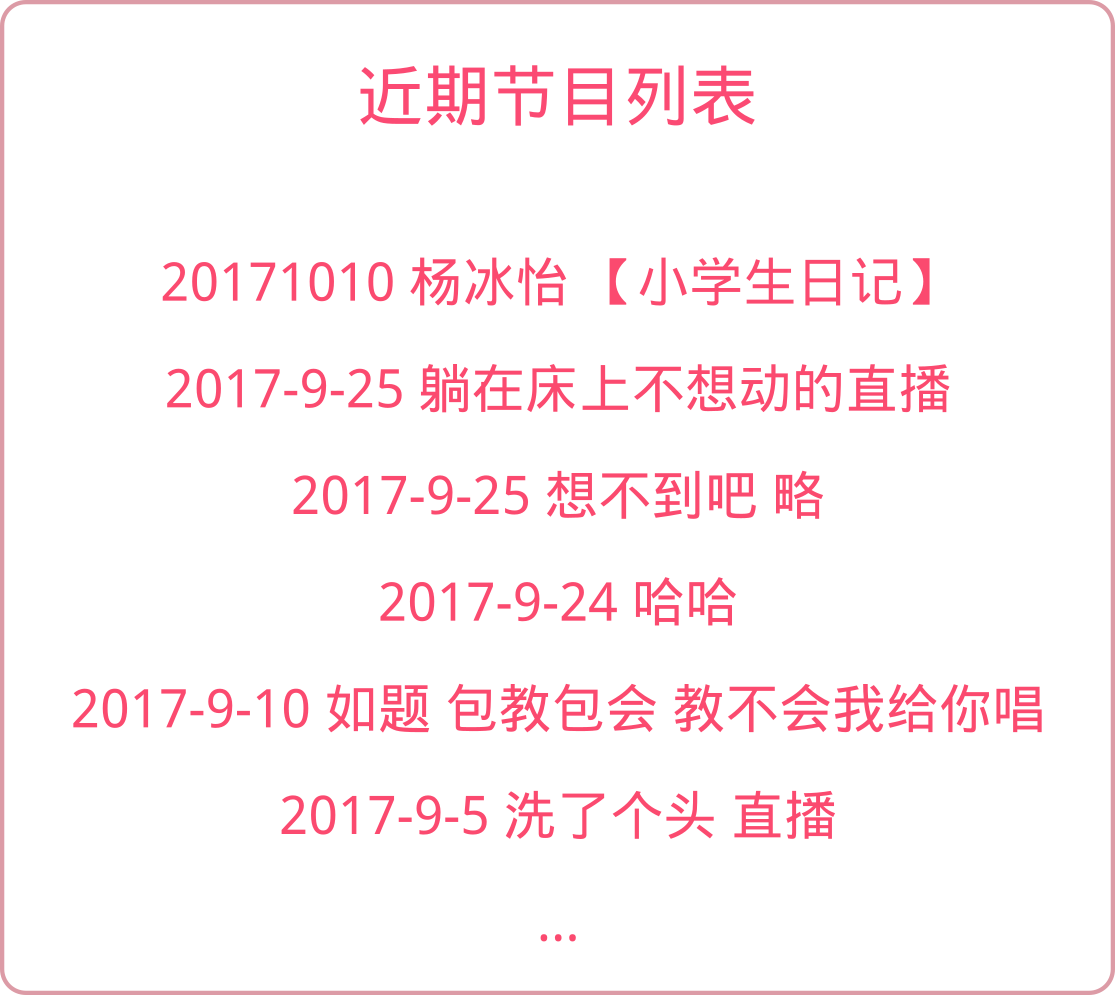 近期节目列表
20171010 杨冰怡 【小学生日记】
2017-9-25 躺在床上不想动的直播
2017-9-25 想不到吧 略
2017-9-24 哈哈
2017-9-10 如题 包教包会 教不会我给你唱
2017-9-5 洗了个头 直播
...